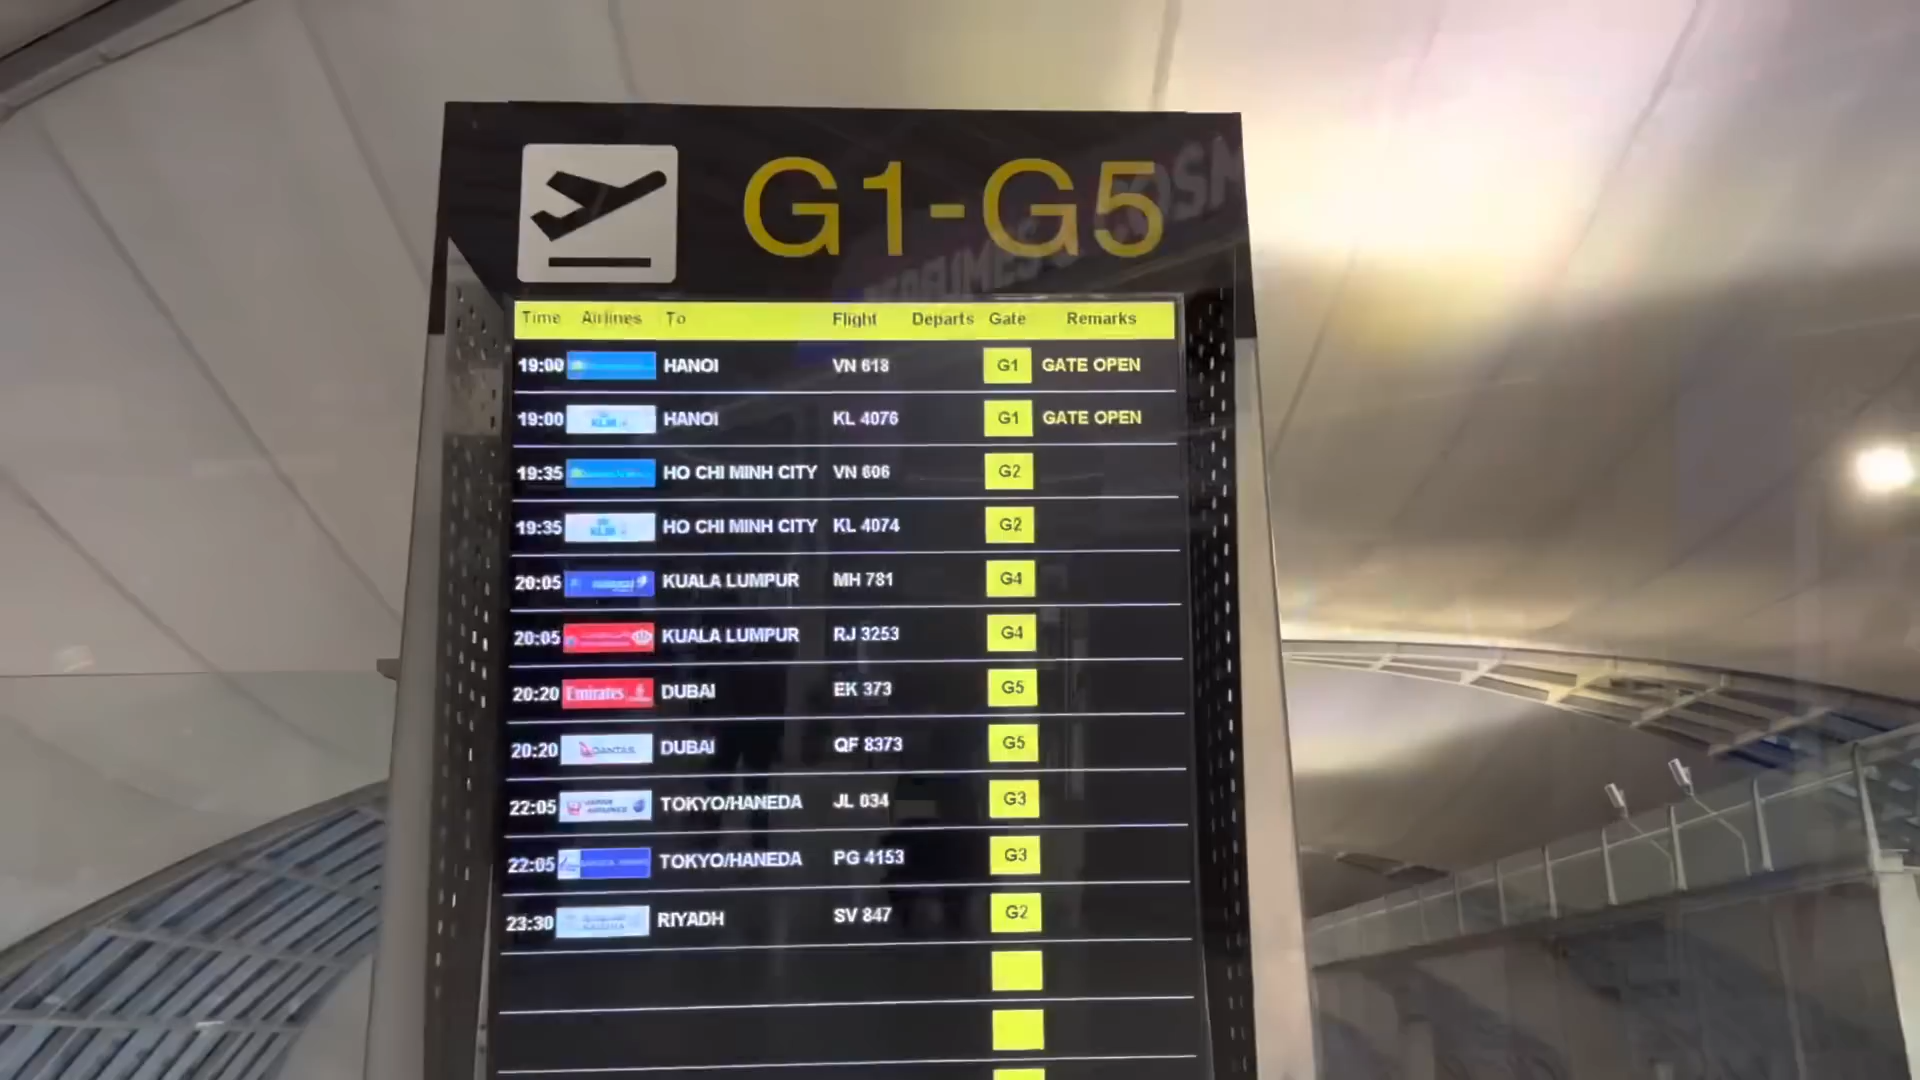 G1-G5
PERFUMES & COSM
Time Airlines To Flight Departs Gate Remarks
19:00 HANOI VN 618 G1 GATE OPEN
19:00 KLM HANOI KL 4076 G1 GATE OPEN
19:35 HO CHI MINH CITY VN 606 G2
19:35 KLM HO CHI MINH CITY KL 4074 G2
20:05 KUALA LUMPUR MH 781 G4
20:05 KUALA LUMPUR RJ 3253 G4
20:20 Emirates DUBAI EK 373 G5
20:20 QANTAS DUBAI QF 8373 G5
22:05 JAPAN AIRLINES TOKYO/HANEDA JL 034 G3
22:05 TOKYO/HANEDA PG 4153 G3
23:30 RIYADH SV 847 G2